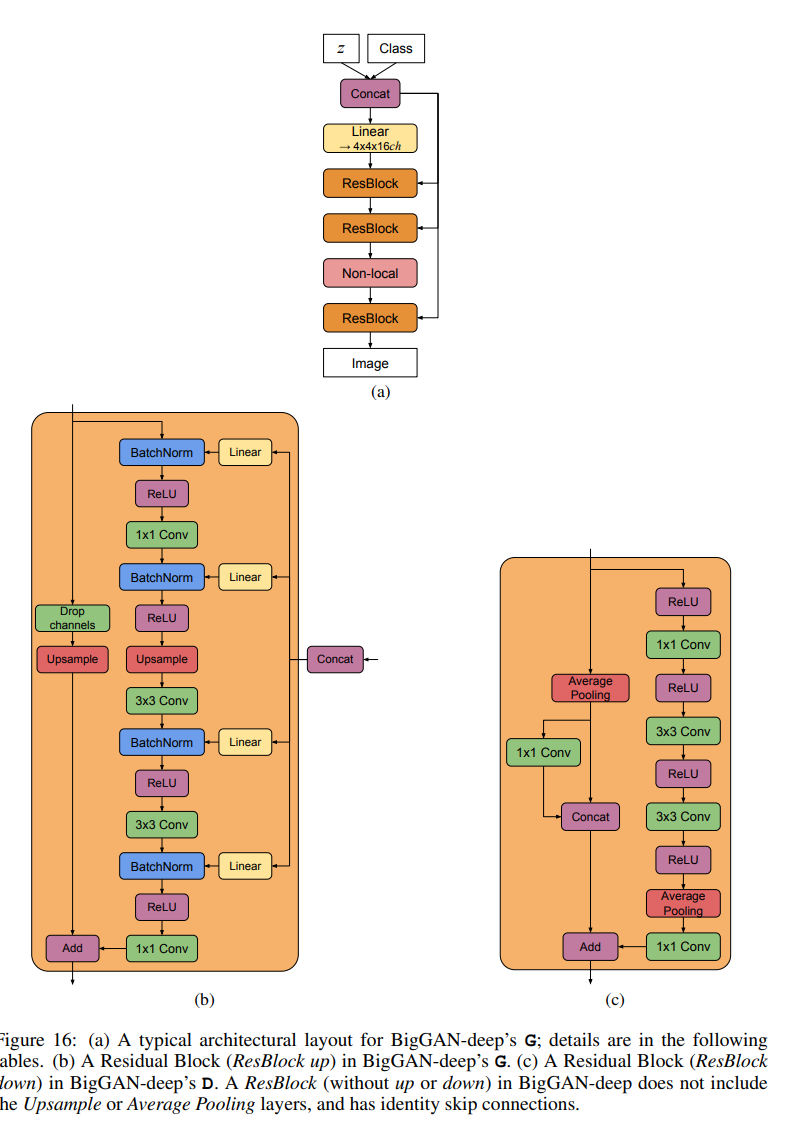 z
Class
Concat
Linear
→ 4x4x16ch
ResBlock
ResBlock
Non-local
ResBlock
Image
(a)
BatchNorm
Linear
ReLU
1x1 Conv
BatchNorm
Linear
Drop
channels
ReLU
Upsample
Upsample
Concat
3x3 Conv
BatchNorm
Linear
ReLU
3x3 Conv
BatchNorm
Linear
ReLU
Add
1x1 Conv
(b)
ReLU
1x1 Conv
Average
Pooling
ReLU
3x3 Conv
1x1 Conv
ReLU
Concat
3x3 Conv
ReLU
Average
Pooling
Add
1x1 Conv
(c)
Figure 16: (a) A typical architectural layout for BigGAN-deep's G; details are in the following
ables. (b) A Residual Block (ResBlock up) in BigGAN-deep's G. (c) A Residual Block (ResBlock
down) in BigGAN-deep's D. A ResBlock (without up or down) in BigGAN-deep does not include
he Upsample or Average Pooling layers, and has identity skip connections.